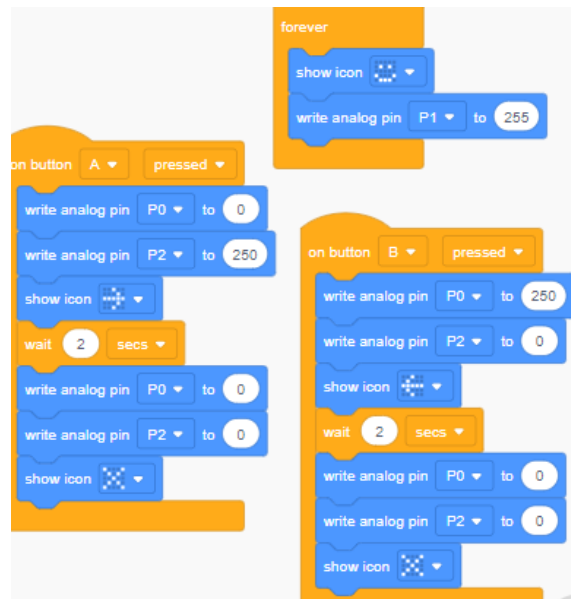 forever
show icon
write analog pin P1 to 255
on button A pressed
write analog pin P0 to 0
write analog pin P2 to 250
show icon
wait 2 secs
write analog pin P0 to 0
write analog pin P2 to 0
show icon
on button B pressed
write analog pin P0 to 250
write analog pin P2 to 0
show icon
wait 2 secs
write analog pin P0 to 0
write analog pin P2 to 0
show icon